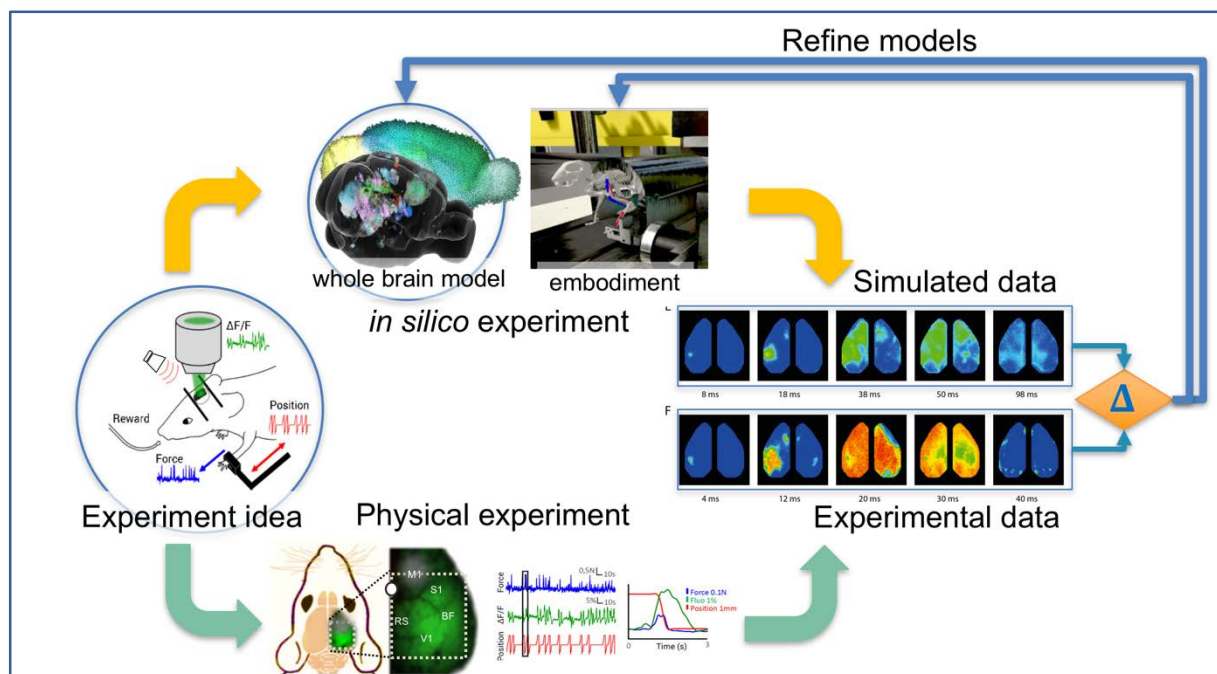 Refine models
whole brain model
embodiment
in silico experiment
Simulated data
ΔF/F
Reward
Position
Force
Experiment idea
8 ms
18 ms
38 ms
50 ms
98 ms
Δ
F
4 ms
12 ms
20 ms
30 ms
40 ms
Experimental data
Physical experiment
M1
S1
BF
RS
V1
Force
0,5N
10s
ΔF/F
5%
10s
Position
Force 0.1N
Fluo 1%
Position 1mm
0
Time (s)
3